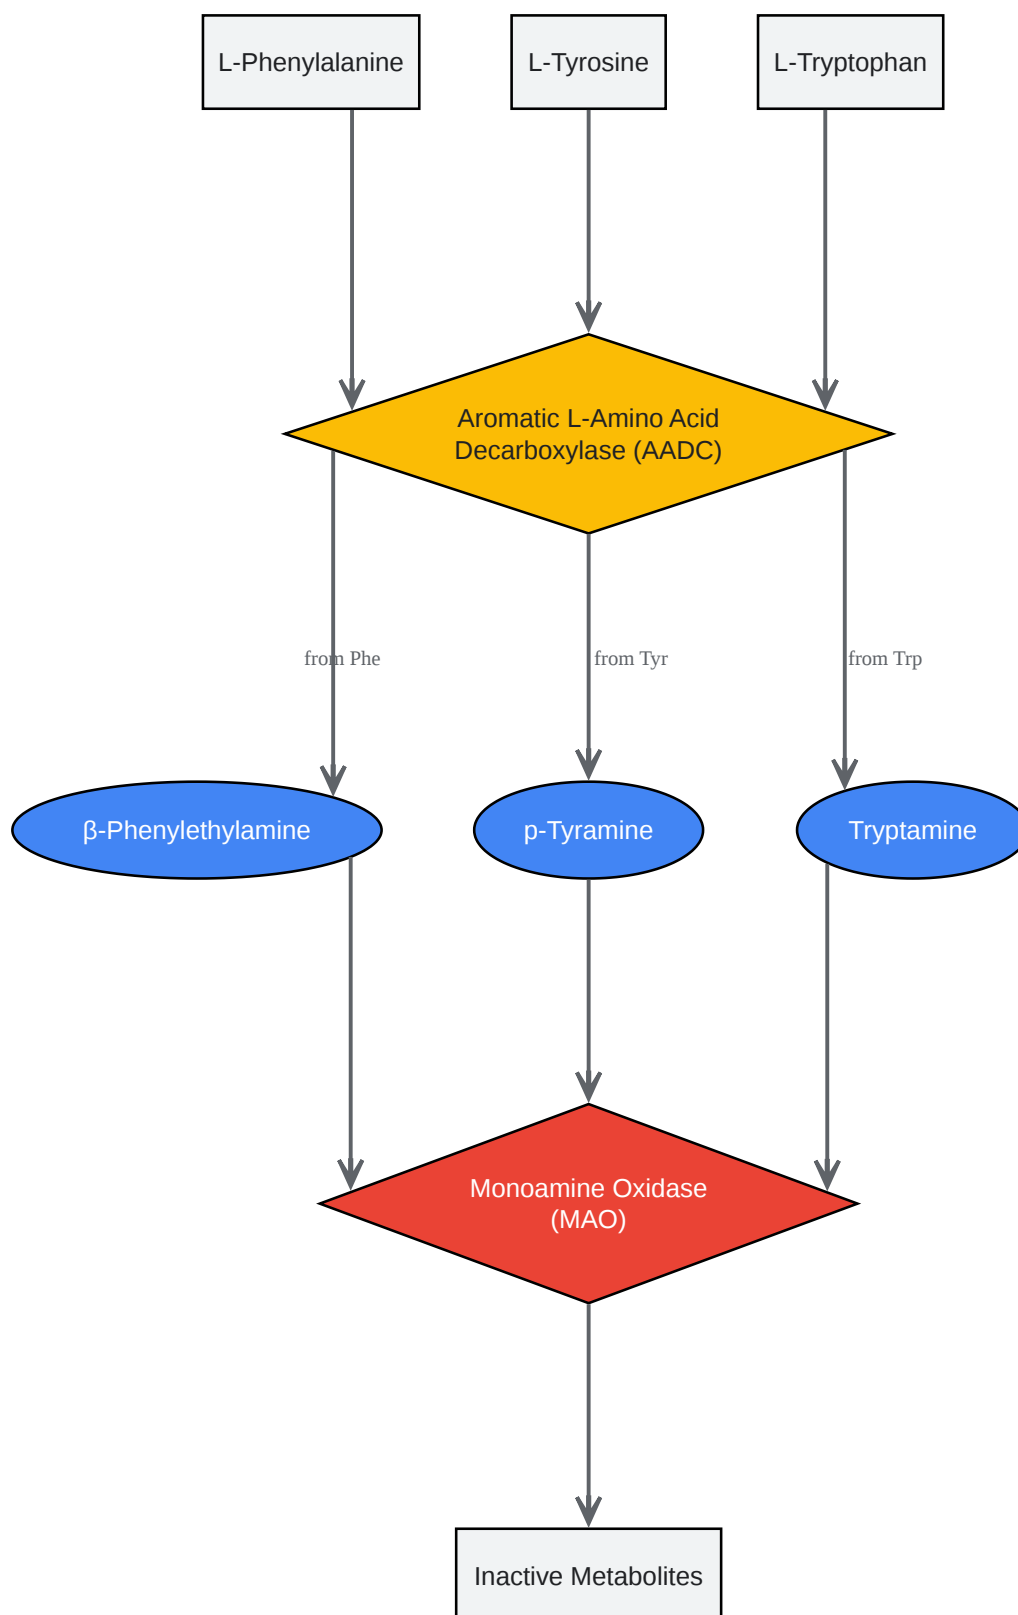 L-Phenylalanine
L-Tyrosine
L-Tryptophan
Aromatic L-Amino Acid
Decarboxylase (AADC)
from Phe
from Tyr
from Trp
β-Phenylethylamine
p-Tyramine
Tryptamine
Monoamine Oxidase
(MAO)
Inactive Metabolites